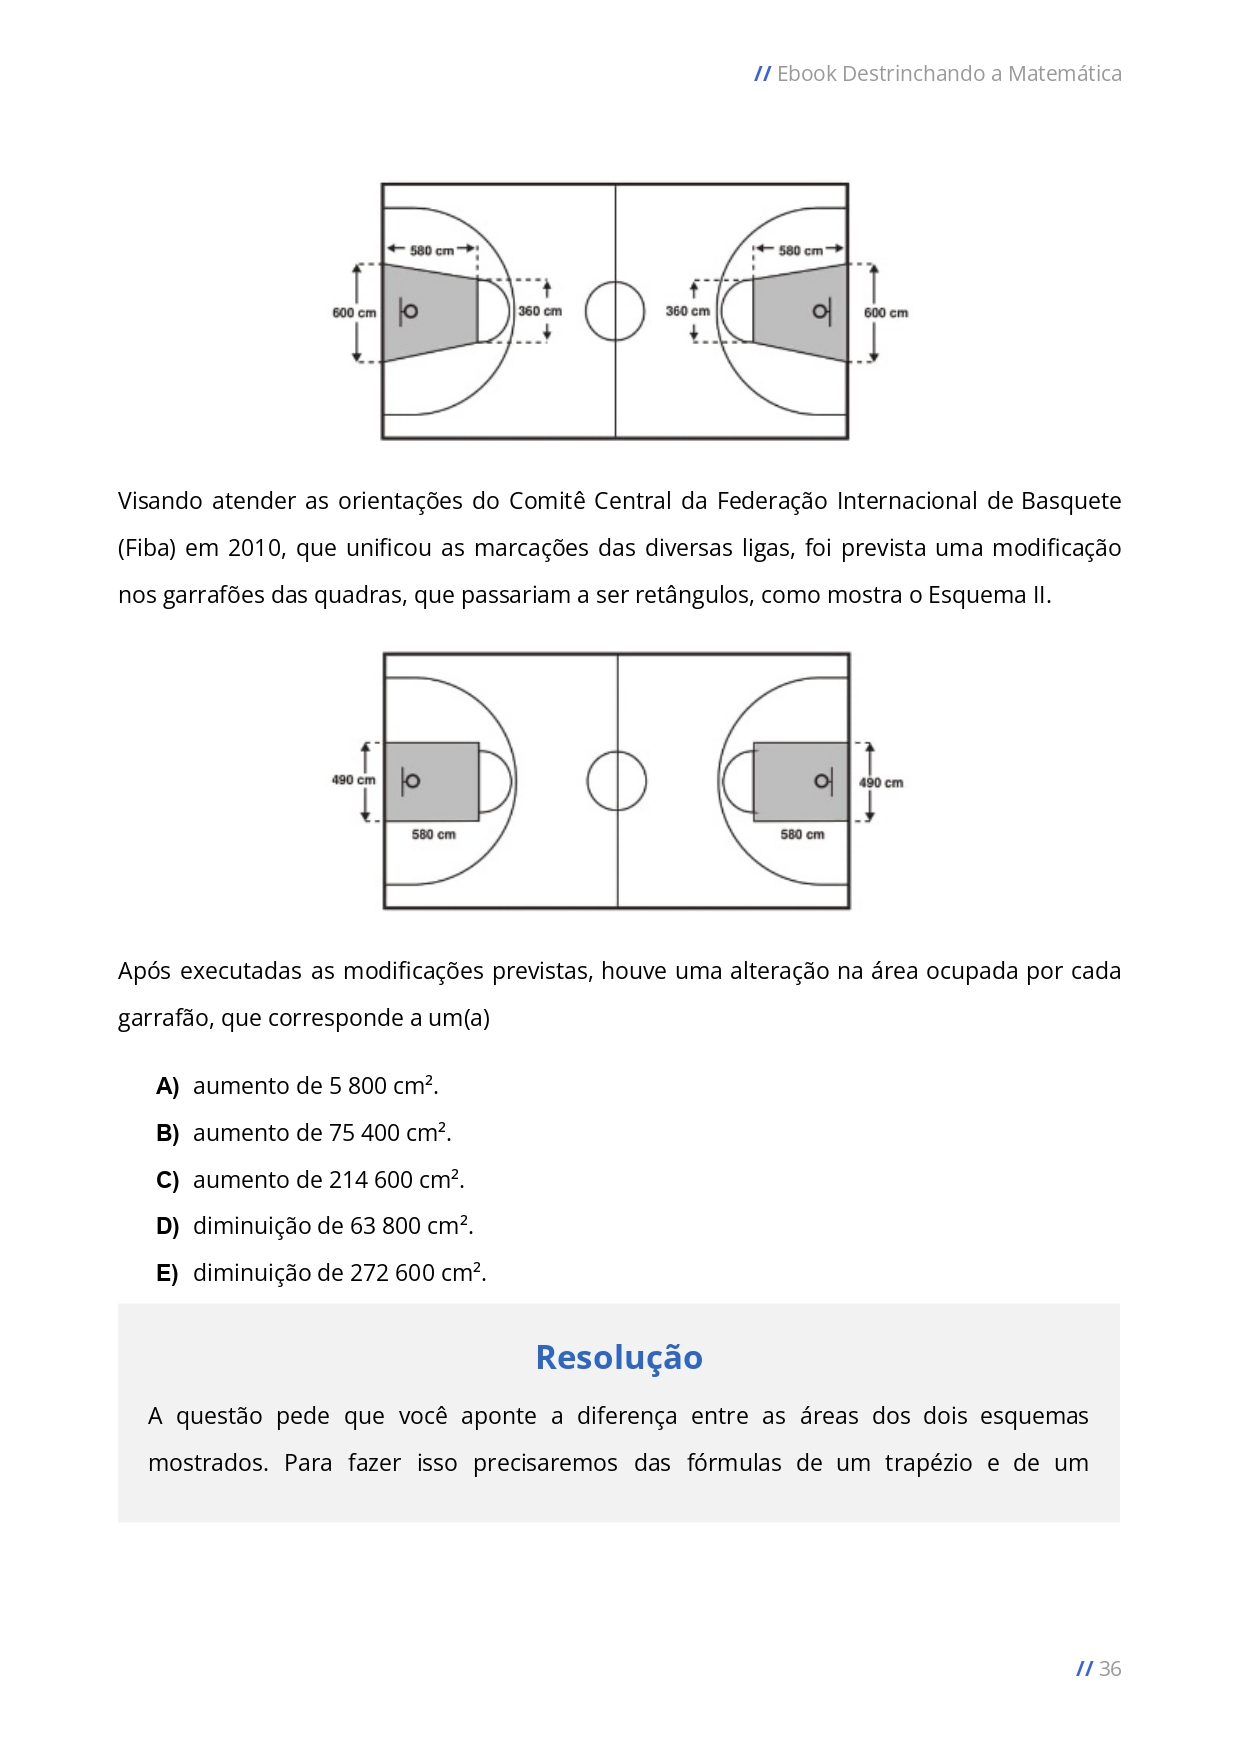 // Ebook Destrinchando a Matemática
580 cm
580 cm
600 cm
360 cm
360 cm
600 cm
Visando atender as orientações do Comitê Central da Federação Internacional de Basquete
(Fiba) em 2010, que unificou as marcações das diversas ligas, foi prevista uma modificação
nos garrafões das quadras, que passariam a ser retângulos, como mostra o Esquema II.
490 cm
490 cm
580 cm
580 cm
Após executadas as modificações previstas, houve uma alteração na área ocupada por cada
garrafão, que corresponde a um(a)
A) aumento de 5 800 cm².
B) aumento de 75 400 cm².
C) aumento de 214 600 cm².
D) diminuição de 63 800 cm².
E) diminuição de 272 600 cm².
Resolução
A questão pede que você aponte a diferença entre as áreas dos dois esquemas
mostrados. Para fazer isso precisaremos das fórmulas de um trapézio e de um
// 36